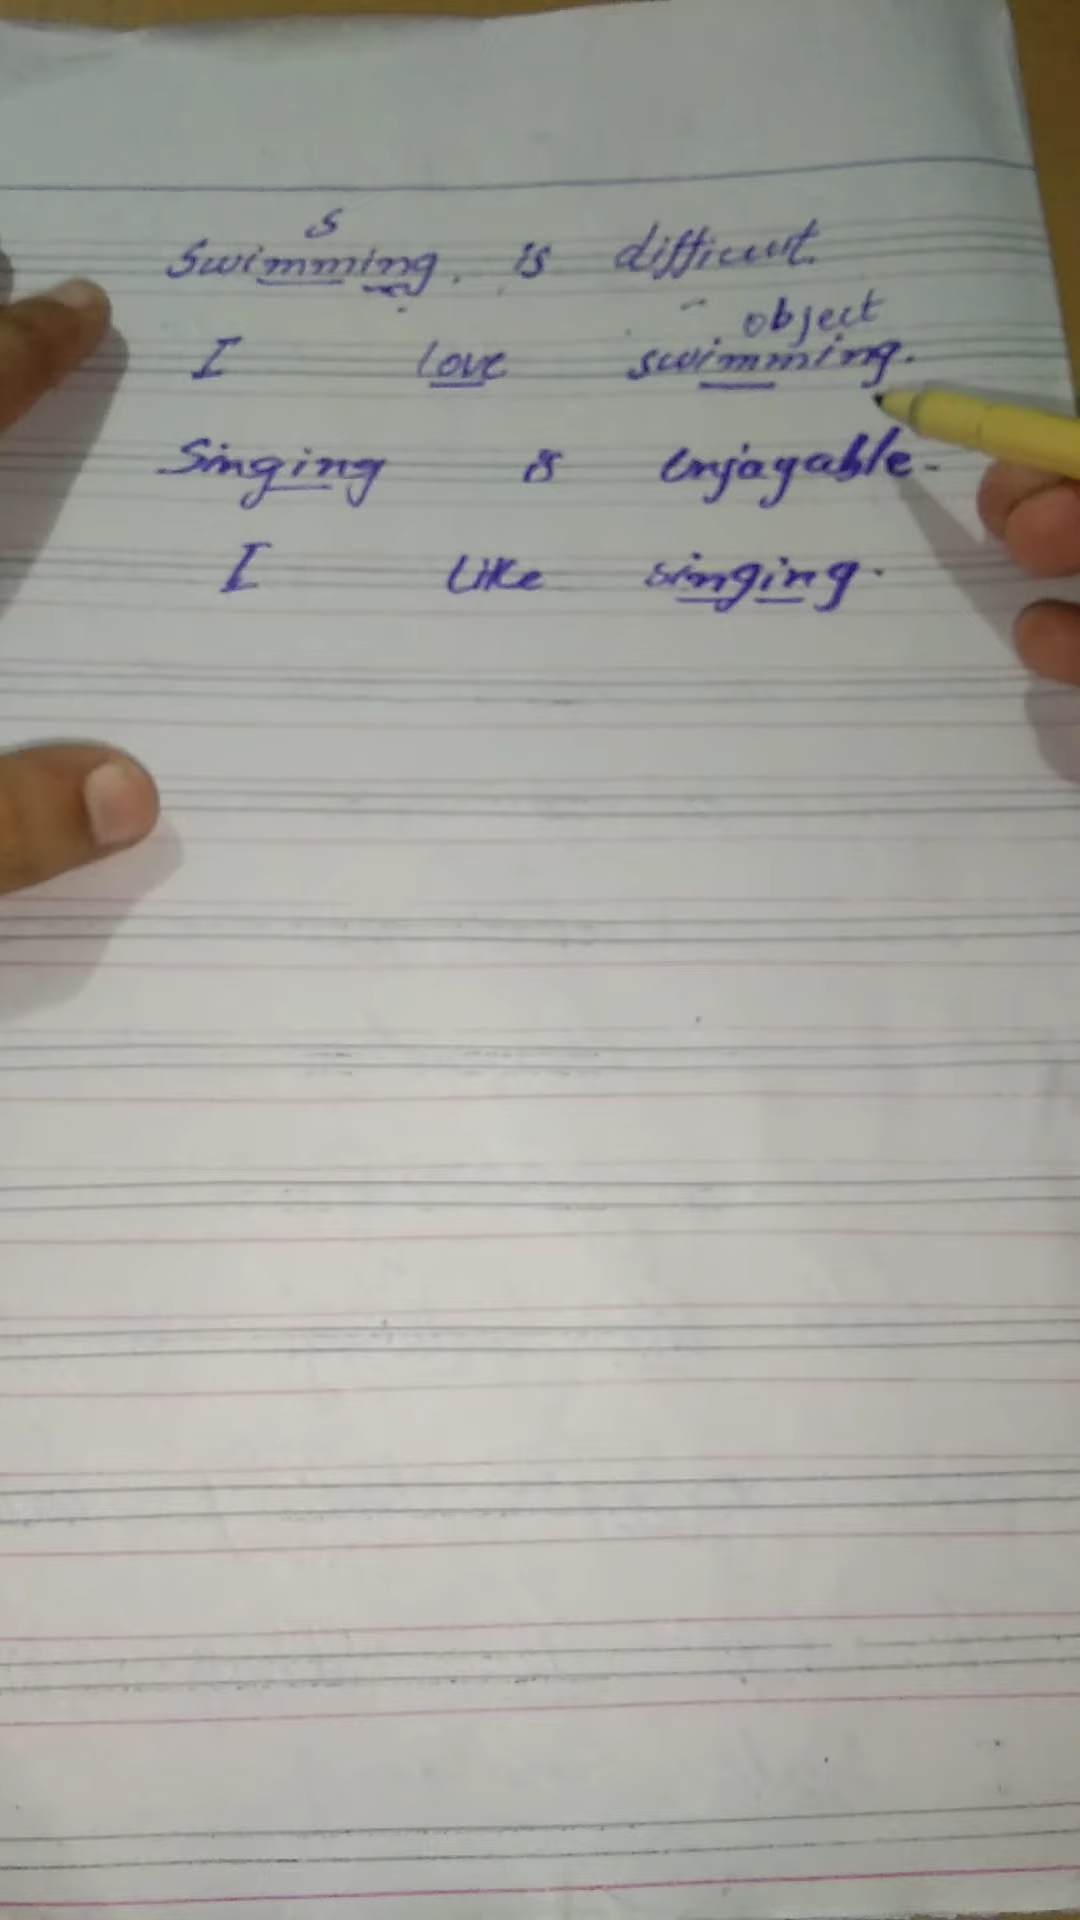 S
Swimming. is difficult.
object
I love swimming.
Singing is enjoyable.
I like singing.